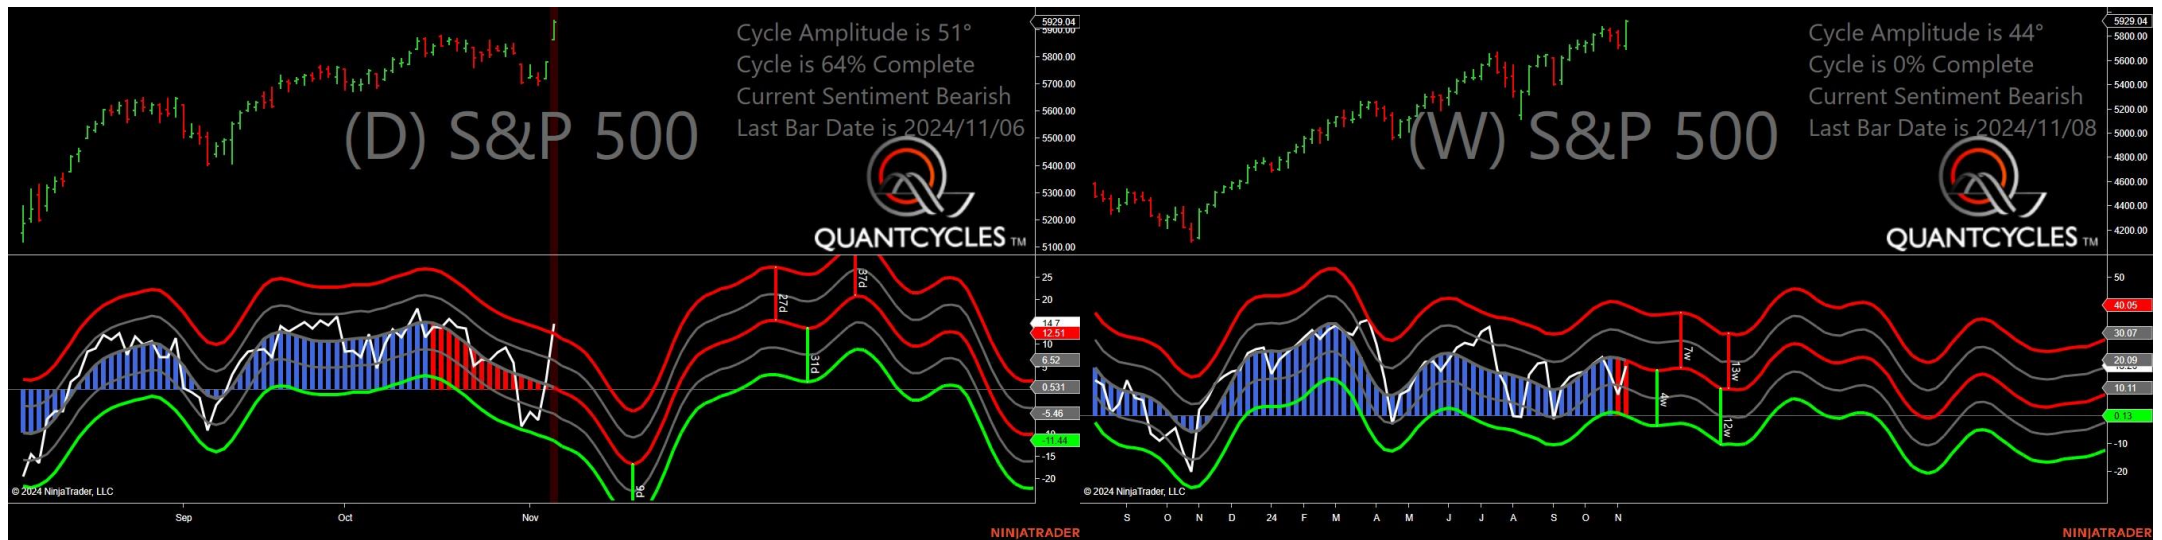 Cycle Amplitude is 51°
Cycle is 64% Complete
Current Sentiment Bearish
Last Bar Date is 2024/11/06
(D) S&P 500
QUANTCYCLES TM
5929.04
5900.00
5800.00
5700.00
5600.00
5500.00
5400.00
5300.00
5200.00
5100.00
27d
37d
31d
9d
25
20
14.7
12.51
10
6.52
5
0.531
-5.46
-10
-11.44
-15
-20
© 2024 NinjaTrader, LLC
Sep Oct Nov
NINJATRADER
Cycle Amplitude is 44°
Cycle is 0% Complete
Current Sentiment Bearish
Last Bar Date is 2024/11/08
(W) S&P 500
QUANTCYCLES TM
5929.04
5800.00
5600.00
5400.00
5200.00
5000.00
4800.00
4600.00
4400.00
4200.00
7w
13w
4w
12w
50
40.05
30.07
20.09
10.11
0.13
-10
-20
© 2024 NinjaTrader, LLC
S O N D 24 F M A M J J A S O N
NINJATRADER